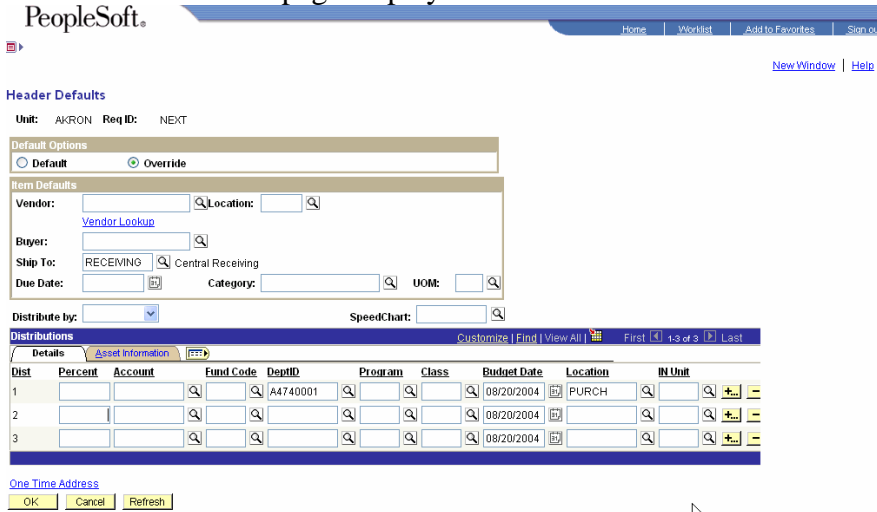 PeopleSoft.
Home | Worklist | Add to Favorites | Sign ou
New Window | Help
Header Defaults
Unit: AKRON Req ID: NEXT
Default Options
Default Override
Item Defaults
Vendor: Location:
Vendor Lookup
Buyer:
Ship To: RECEIVING Central Receiving
Due Date: Category: UOM:
Distribute by: SpeedChart:
Distributions Customize | Find | View All | First 1-3 of 3 Last
Details Asset Information
Dist Percent Account Fund Code DeptID Program Class Budget Date Location IN Unit
1 A4740001 08/20/2004 PURCH
2 08/20/2004
3 08/20/2004
One Time Address
OK Cancel Refresh